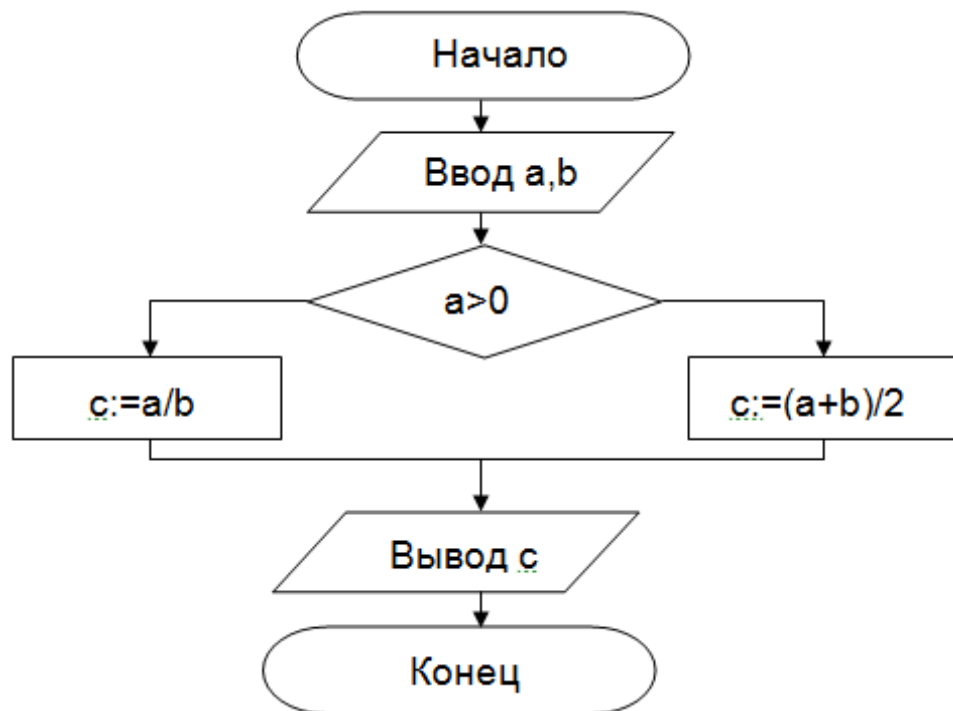 Начало
Ввод a,b
a>0
c:=a/b
c:=(a+b)/2
Вывод c
Конец